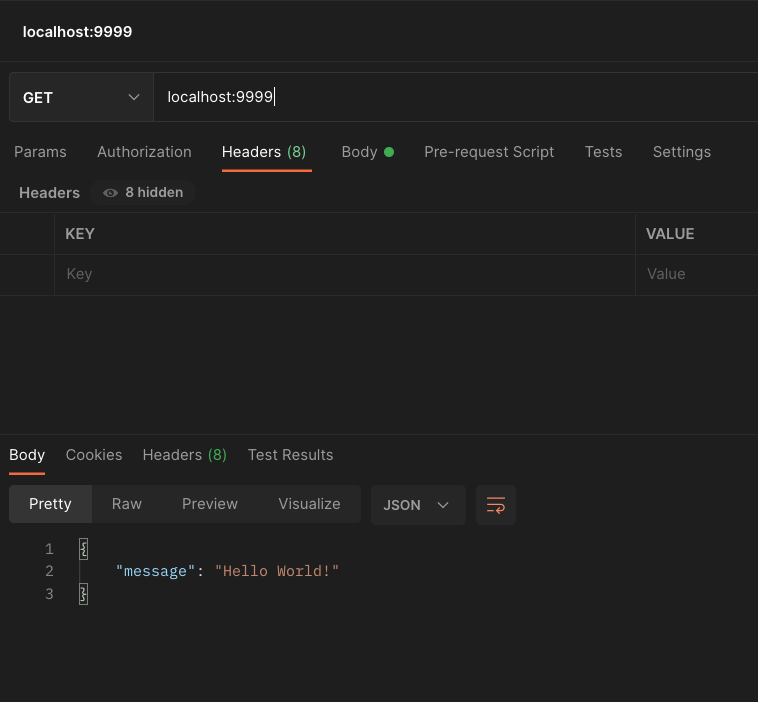 localhost:9999
GET localhost:9999
Params Authorization Headers (8) Body Pre-request Script Tests Settings
Headers 8 hidden
KEY VALUE
Key Value
Body Cookies Headers (8) Test Results
Pretty Raw Preview Visualize JSON
1 {
2 "message": "Hello World!"
3 }